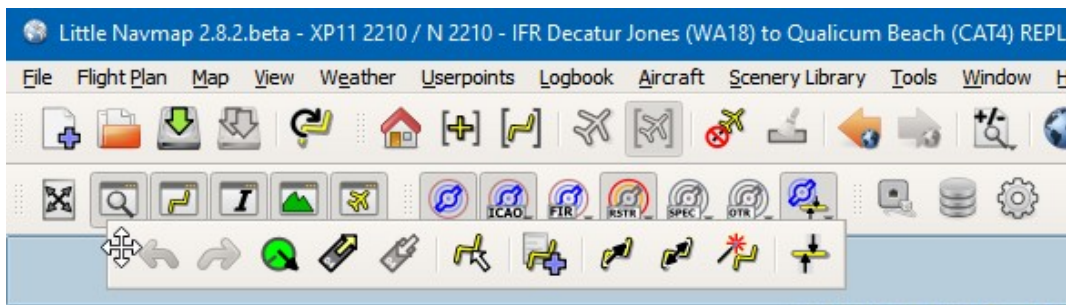 Little Navmap 2.8.2.beta - XP11 2210 / N 2210 - IFR Decatur Jones (WA18) to Qualicum Beach (CAT4) REPL
File Flight Plan Map View Weather Userpoints Logbook Aircraft Scenery Library Tools Window H
+/-
I ICAO FIR RSTR SPEC OTR